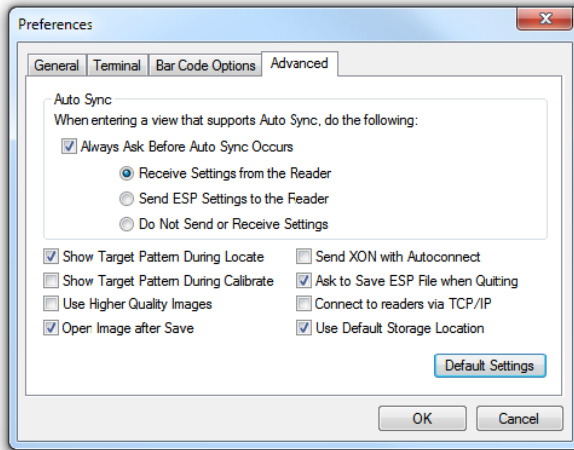 Preferences
General Terminal Bar Code Options Advanced
Auto Sync
When entering a view that supports Auto Sync, do the following:
Always Ask Before Auto Sync Occurs
Receive Settings from the Reader
Send ESP Settings to the Feader
Do Not Send or Receive Settings
Show Target Pattern During Locate
Send XON with Autoconnect
Show Target Pattern During Calibrate
Ask to Save ESP File when Quitting
Use Higher Quality Images
Connect to readers via TCP/IP
Open Image after Save
Use Default Storage Location
Default Settings
OK Cancel